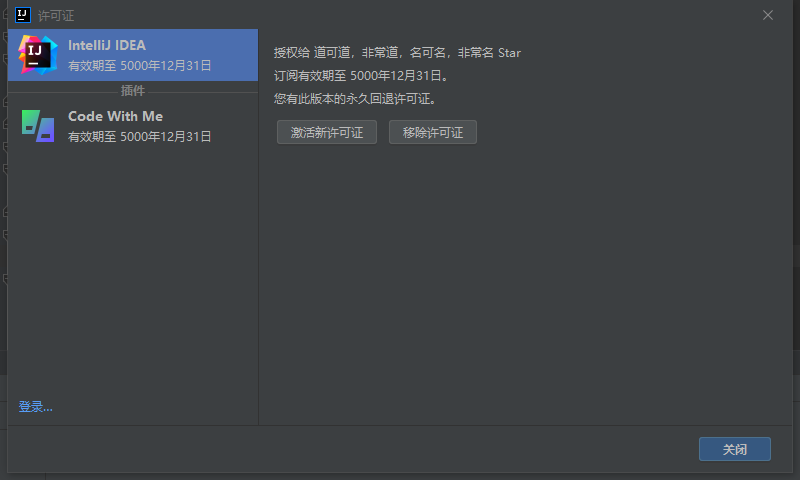 许可证
IntelliJ IDEA
有效期至 5000年12月31日
插件
Code With Me
有效期至 5000年12月31日
登录...
授权给 道可道，非常道，名可名，非常名 Star
订阅有效期至 5000年12月31日。
您有此版本的永久回退许可证。
激活新许可证 移除许可证
关闭